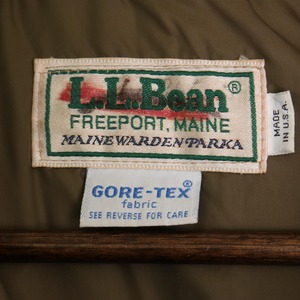 L.L.Bean®
FREEPORT, MAINE
MAINE WARDEN PARKA
MADE
IN U.S.A.
GORE-TEX®
fabric
SEE REVERSE FOR CARE